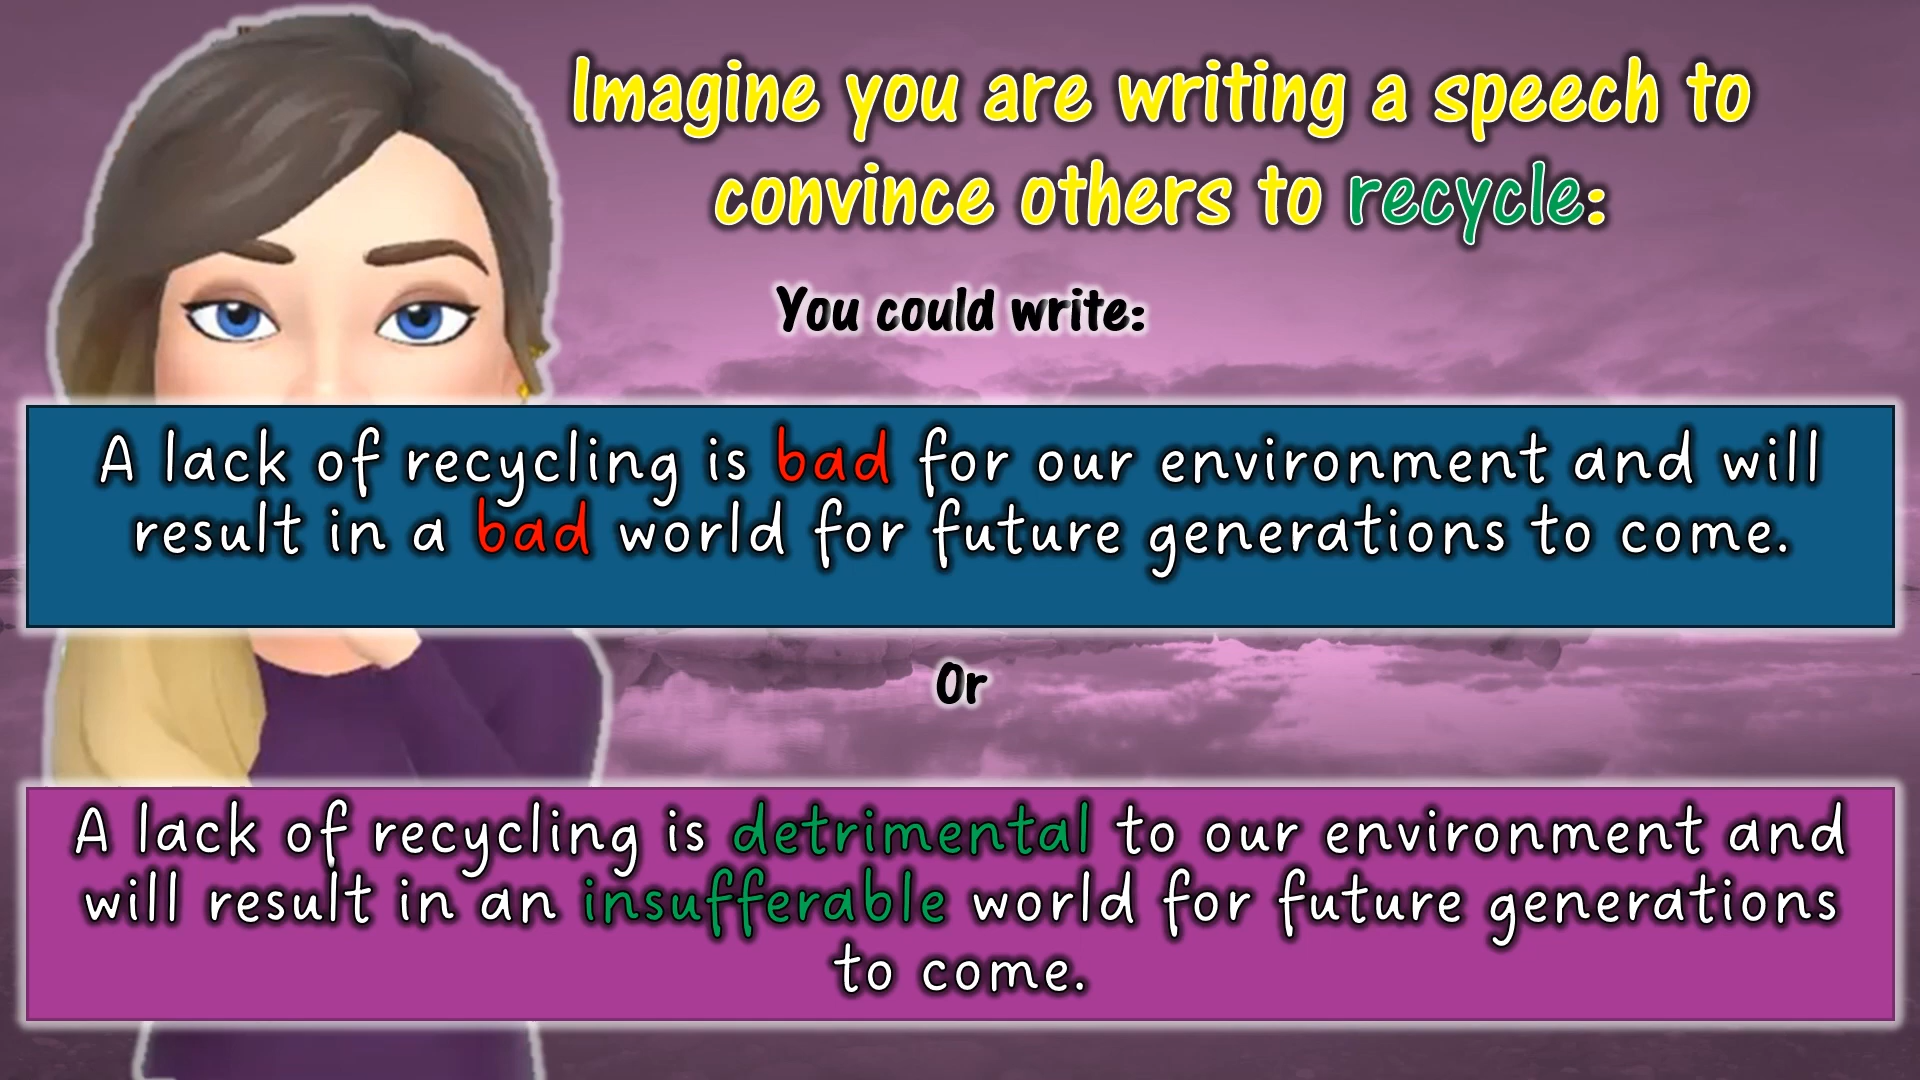 Imagine you are writing a speech to
convince others to recycle:
You could write:
A lack of recycling is bad for our environment and will
result in a bad world for future generations to come.
Or
A lack of recycling is detrimental to our environment and
will result in an insufferable world for future generations
to come.